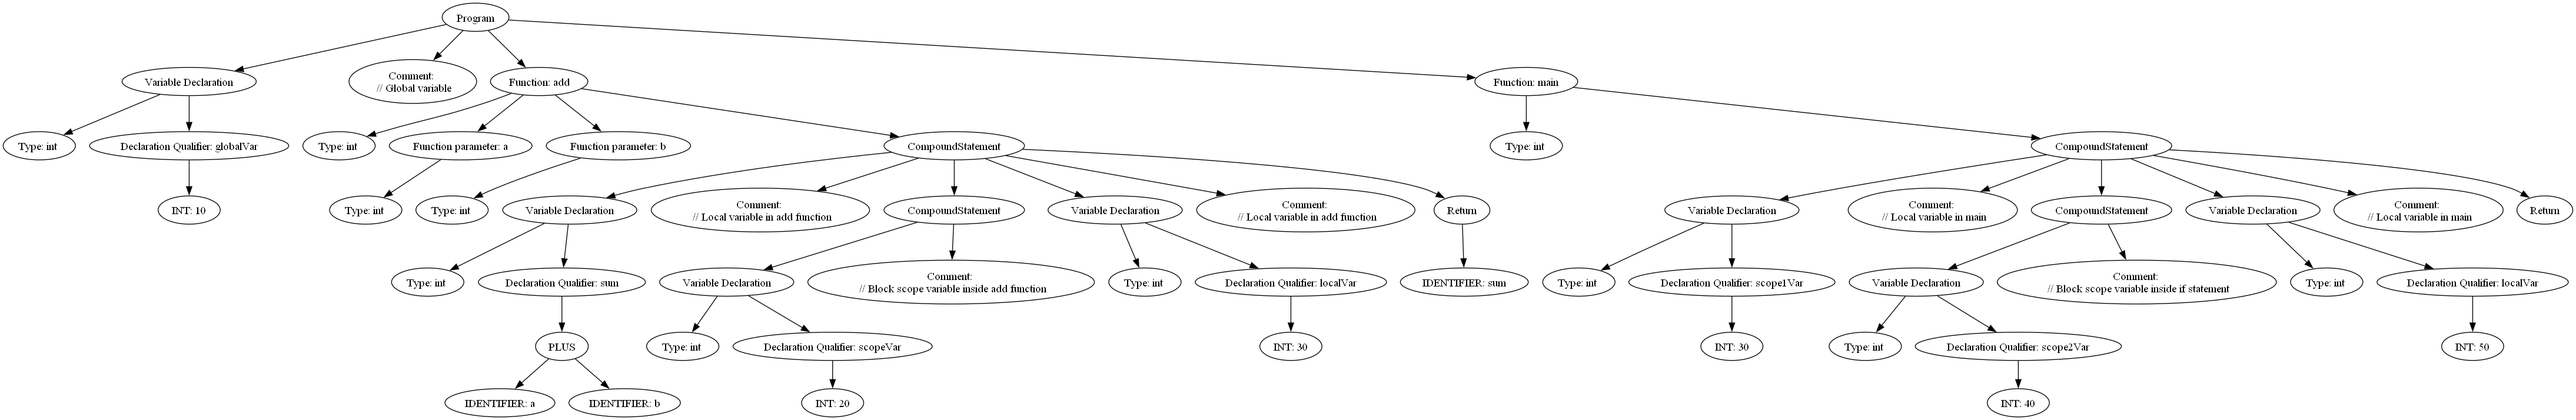 Program
Variable Declaration
Comment:
// Global variable
Function: add
Function: main
Type: int
Declaration Qualifier: globalVar
Type: int
Function parameter: a
Function parameter: b
CompoundStatement
Type: int
CompoundStatement
INT: 10
Type: int
Type: int
Variable Declaration
Comment:
// Local variable in add function
CompoundStatement
Variable Declaration
Comment:
// Local variable in add function
Return
Variable Declaration
Comment:
// Local variable in main
CompoundStatement
Variable Declaration
Comment:
// Local variable in main
Return
Type: int
Declaration Qualifier: sum
Variable Declaration
Comment:
// Block scope variable inside add function
Type: int
Declaration Qualifier: localVar
IDENTIFIER: sum
Type: int
Declaration Qualifier: scope1Var
Variable Declaration
Comment:
// Block scope variable inside if statement
Type: int
Declaration Qualifier: localVar
PLUS
Type: int
Declaration Qualifier: scopeVar
INT: 30
INT: 30
Type: int
Declaration Qualifier: scope2Var
INT: 50
IDENTIFIER: a
IDENTIFIER: b
INT: 20
INT: 40